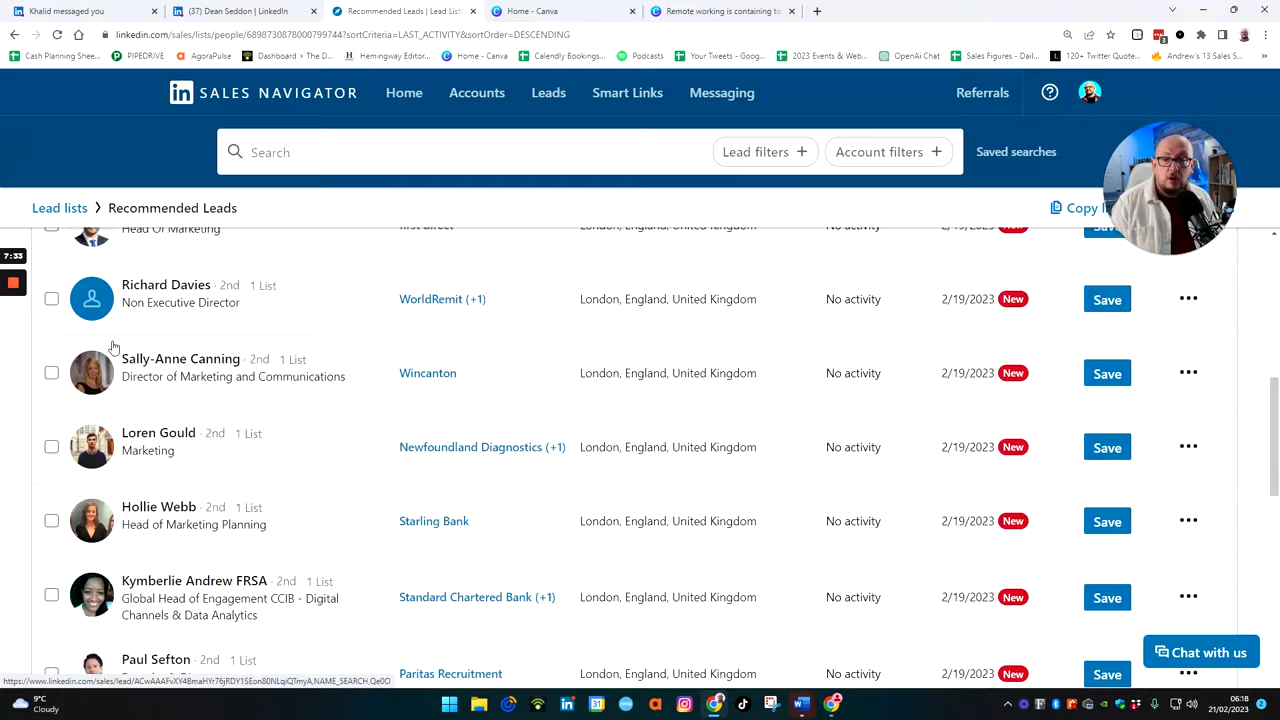 Khalid messaged you
(37) Dean Seddon | LinkedIn
Recommended Leads | Lead List
Home - Canva
Remote working is containing to
linkedin.com/sales/lists/people/6898730878000799744?sortCriteria=LAST_ACTIVITY&sortOrder=DESCENDING
Cash Planning Shee...
PIPEDRIVE
AgoraPulse
Dashboard > The D...
Hemingway Editor...
Home - Canva
Calendly Bookings...
Podcasts
Your Tweets - Goog...
2023 Events & Web...
OpenAI Chat
Sales Figures - Dail...
120+ Twitter Quote...
Andrew's 13 Sales S...
in SALES NAVIGATOR
Home
Accounts
Leads
Smart Links
Messaging
Referrals
Search
Lead filters +
Account filters +
Saved searches
Lead lists > Recommended Leads
Copy
Head Of Marketing
first direct
London, England, United Kingdom
No activity
2/19/2023 New
Save
7:33
Richard Davies · 2nd 1 List
Non Executive Director
WorldRemit (+1)
London, England, United Kingdom
No activity
2/19/2023 New
Save
Sally-Anne Canning · 2nd 1 List
Director of Marketing and Communications
Wincanton
London, England, United Kingdom
No activity
2/19/2023 New
Save
Loren Gould · 2nd 1 List
Marketing
Newfoundland Diagnostics (+1)
London, England, United Kingdom
No activity
2/19/2023 New
Save
Hollie Webb · 2nd 1 List
Head of Marketing Planning
Starling Bank
London, England, United Kingdom
No activity
2/19/2023 New
Save
Kymberlie Andrew FRSA · 2nd 1 List
Global Head of Engagement CCIB - Digital
Channels & Data Analytics
Standard Chartered Bank (+1)
London, England, United Kingdom
No activity
2/19/2023 New
Save
Paul Sefton · 2nd 1 List
Paritas Recruitment
London, England, United Kingdom
No activity
2/19/2023 New
Save
Chat with us
9°C
Cloudy
06:18
21/02/2023